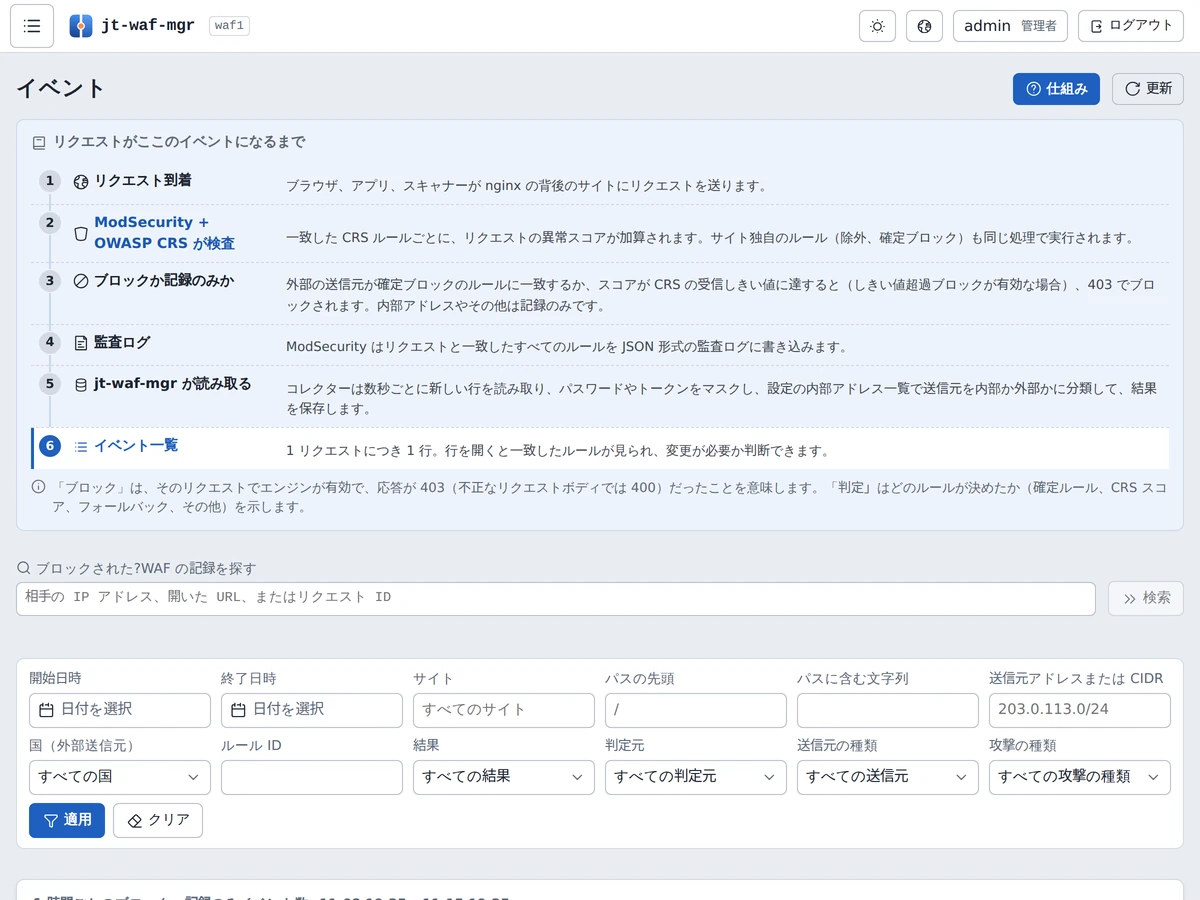 jt-waf-mgr waf1 admin 管理者 ログアウト
イベント 仕組み 更新
リクエストがここのイベントになるまで
1 リクエスト到着 ブラウザ、アプリ、スキャナーが nginx の背後のサイトにリクエストを送ります。
2 ModSecurity +
OWASP CRS が検査 一致した CRS ルールごとに、リクエストの異常スコアが加算されます。サイト独自のルール（除外、確定ブロック）も同じ処理で実行されます。
3 ブロックか記録のみか 外部の送信元が確定ブロックのルールに一致するか、スコアが CRS の受信しきい値に達すると（しきい値超過ブロックが有効な場合）、403 でブロ
ックされます。内部アドレスやその他は記録のみです。
4 監査ログ ModSecurity はリクエストと一致したすべてのルールを JSON 形式の監査ログに書き込みます。
5 jt-waf-mgr が読み取る コレクターは数秒ごとに新しい行を読み取り、パスワードやトークンをマスクし、設定の内部アドレス一覧で送信元を内部か外部かに分類して、結果
を保存します。
6 イベント一覧 1 リクエストにつき 1 行。行を開くと一致したルールが見られ、変更が必要か判断できます。
「ブロック」は、そのリクエストでエンジンが有効で、応答が 403（不正なリクエストボディでは 400）だったことを意味します。「判定」はどのルールが決めたか（確定ルール、CRS スコ
ア、フォールバック、その他）を示します。
ブロックされた?WAF の記録を探す
相手の IP アドレス、開いた URL、またはリクエスト ID 検索
開始日時 終了日時 サイト パスの先頭 パスに含む文字列 送信元アドレスまたは CIDR
日付を選択 日付を選択 すべてのサイト / 203.0.113.0/24
国（外部送信元） ルール ID 結果 判定元 送信元の種類 攻撃の種類
すべての国 すべての結果 すべての判定元 すべての送信元 すべての攻撃の種類
適用 クリア